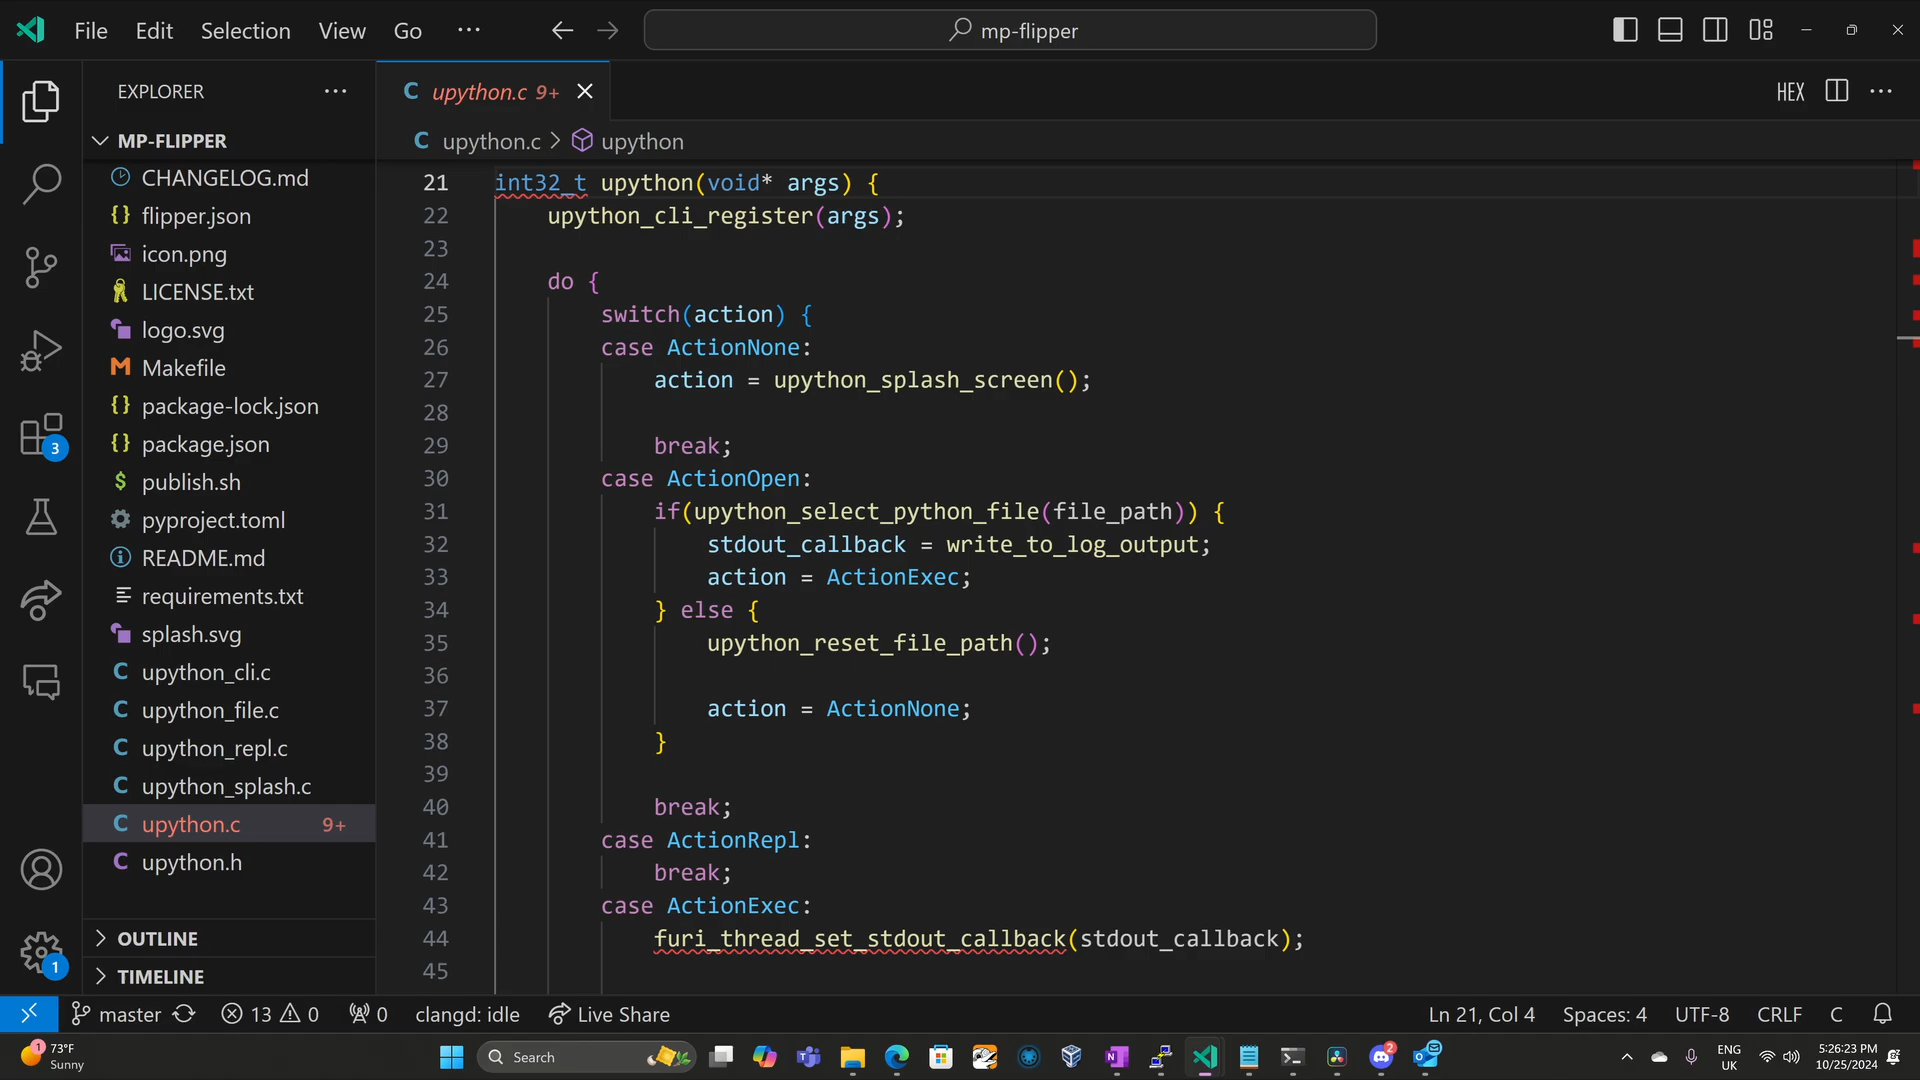 File Edit Selection View Go ··· mp-flipper
EXPLORER ···
MP-FLIPPER
CHANGELOG.md
{} flipper.json
icon.png
LICENSE.txt
logo.svg
M Makefile
{} package-lock.json
{} package.json
$ publish.sh
pyproject.toml
README.md
requirements.txt
splash.svg
C upython_cli.c
C upython_file.c
C upython_repl.c
C upython_splash.c
C upython.c 9+
C upython.h
OUTLINE
TIMELINE
3
1
C upython.c 9+
HEX ···
C upython.c > upython
21 int32_t upython(void* args) {
22 upython_cli_register(args);
23
24 do {
25 switch(action) {
26 case ActionNone:
27 action = upython_splash_screen();
28
29 break;
30 case ActionOpen:
31 if(upython_select_python_file(file_path)) {
32 stdout_callback = write_to_log_output;
33 action = ActionExec;
34 } else {
35 upython_reset_file_path();
36
37 action = ActionNone;
38 }
39
40 break;
41 case ActionRepl:
42 break;
43 case ActionExec:
44 furi_thread_set_stdout_callback(stdout_callback);
45
master 13 0 0 clangd: idle Live Share Ln 21, Col 4 Spaces: 4 UTF-8 CRLF C
1 73°F
Sunny
Search
N
2
ENG
UK
5:26:23 PM
10/25/2024